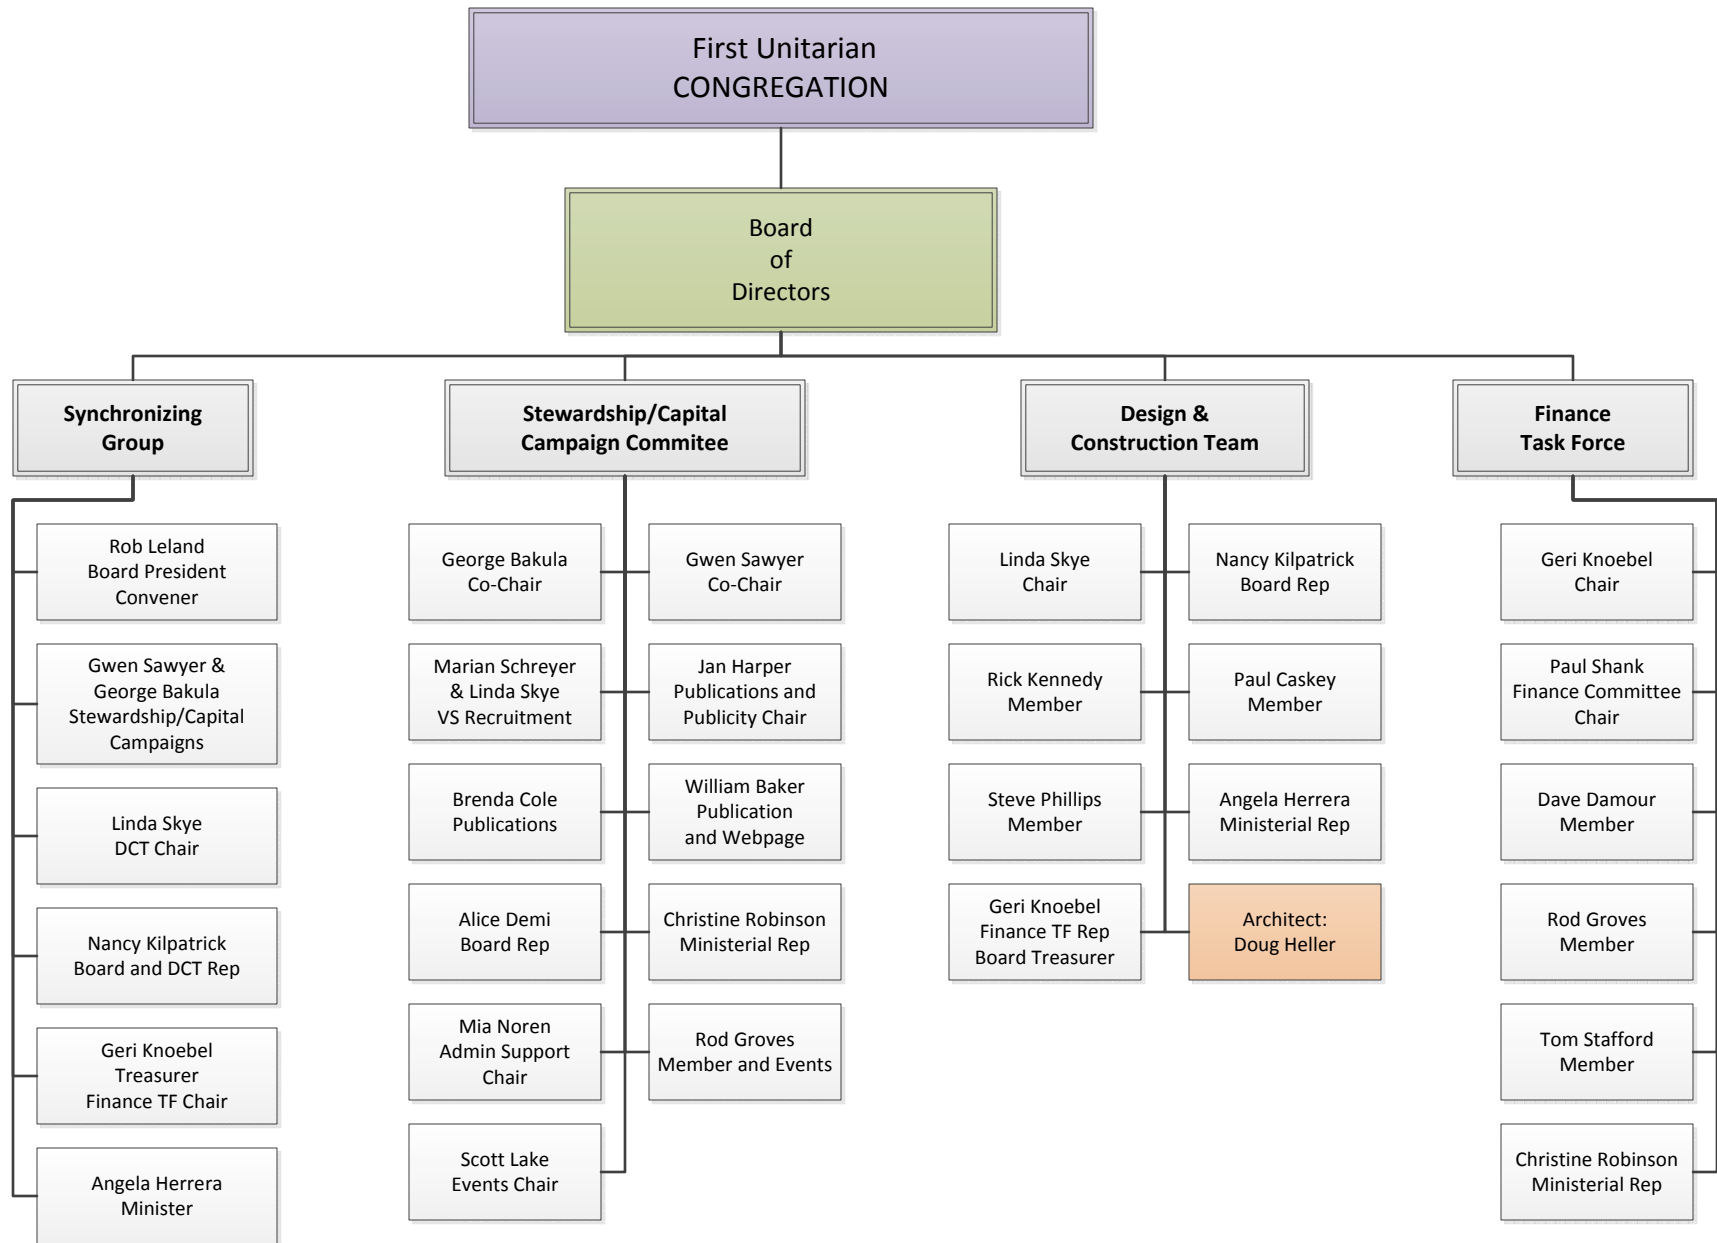 First Unitarian
CONGREGATION
Board
of
Directors
Synchronizing
Group
Rob Leland
Board President
Convener
Gwen Sawyer &
George Bakula
Stewardship/Capital
Campaigns
Linda Skye
DCT Chair
Nancy Kilpatrick
Board and DCT Rep
Geri Knoebel
Treasurer
Finance TF Chair
Angela Herrera
Minister
Stewardship/Capital
Campaign Commitee
George Bakula
Co-Chair
Gwen Sawyer
Co-Chair
Marian Schreyer
& Linda Skye
VS Recruitment
Jan Harper
Publications and
Publicity Chair
Brenda Cole
Publications
William Baker
Publication
and Webpage
Alice Demi
Board Rep
Christine Robinson
Ministerial Rep
Mia Noren
Admin Support
Chair
Rod Groves
Member and Events
Scott Lake
Events Chair
Design &
Construction Team
Linda Skye
Chair
Nancy Kilpatrick
Board Rep
Rick Kennedy
Member
Paul Caskey
Member
Steve Phillips
Member
Angela Herrera
Ministerial Rep
Geri Knoebel
Finance TF Rep
Board Treasurer
Architect:
Doug Heller
Finance
Task Force
Geri Knoebel
Chair
Paul Shank
Finance Committee
Chair
Dave Damour
Member
Rod Groves
Member
Tom Stafford
Member
Christine Robinson
Ministerial Rep